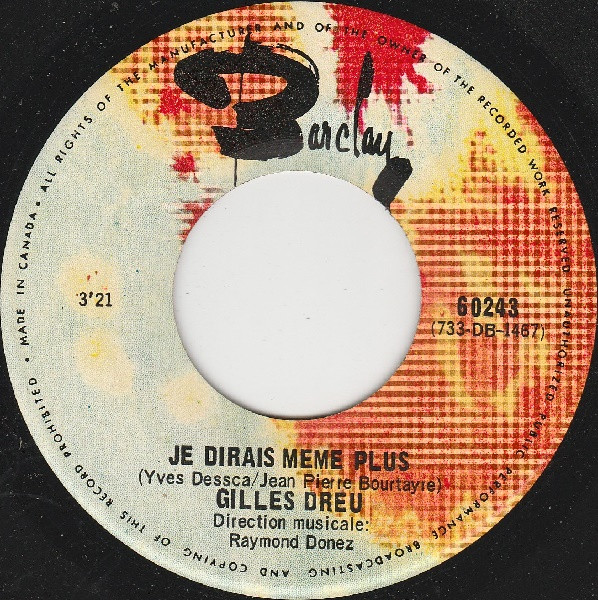 MADE IN CANADA • ALL RIGHTS OF THE MANUFACTURER AND OF THE OWNER OF THE RECORDED WORK RESERVED UNAUTHORIZED PUBLIC PERFORMANCE BROADCASTING AND COPYING OF THIS RECORD PROHIBITED •
Barclay
3'21
60243
(733-DB-1467)
JE DIRAIS MEME PLUS
(Yves Dessca/Jean Pierre Bourtayre)
GILLES DREU
Direction musicale:
Raymond Donez